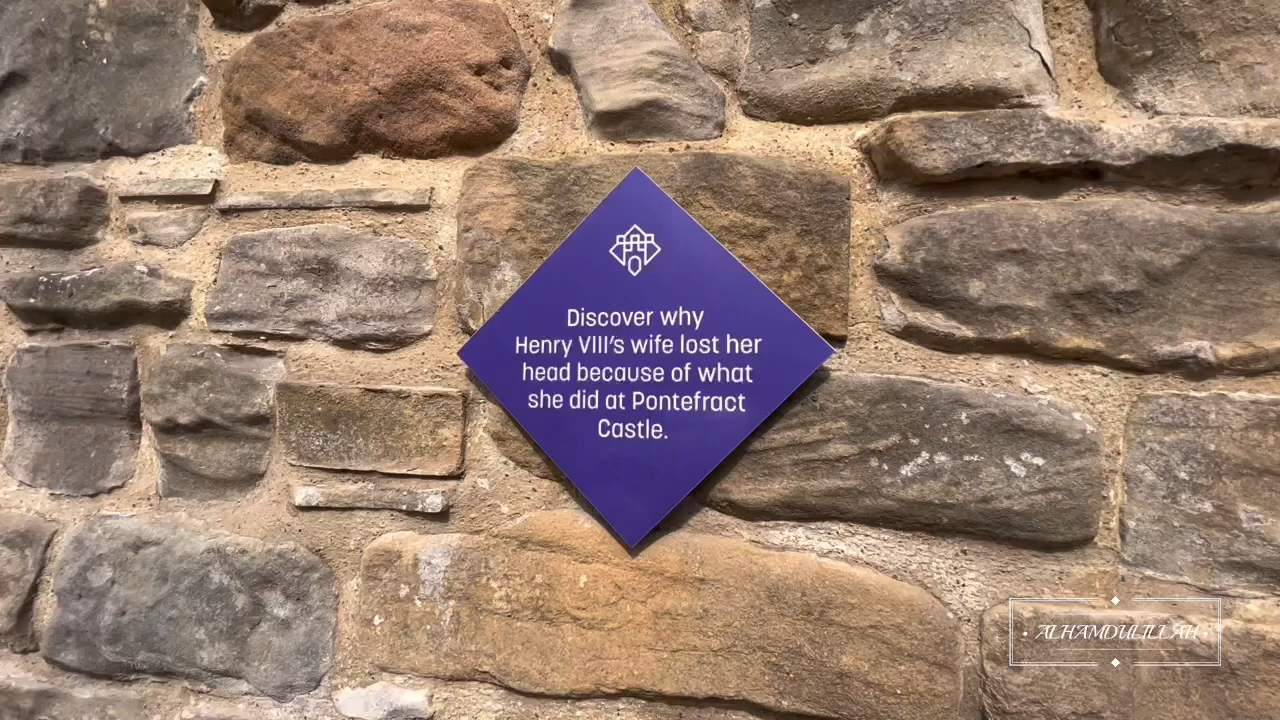 Discover why
Henry VIII's wife lost her
head because of what
she did at Pontefract
Castle.
ALHAMDULILLAH